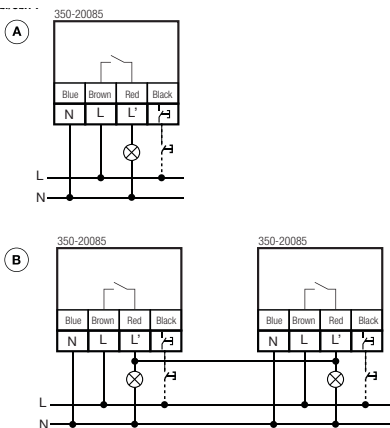 350-20085
A
Blue Brown Red Black
N L L'
L
N
350-20085 350-20085
B
Blue Brown Red Black Blue Brown Red Black
N L L' N L L'
L
N